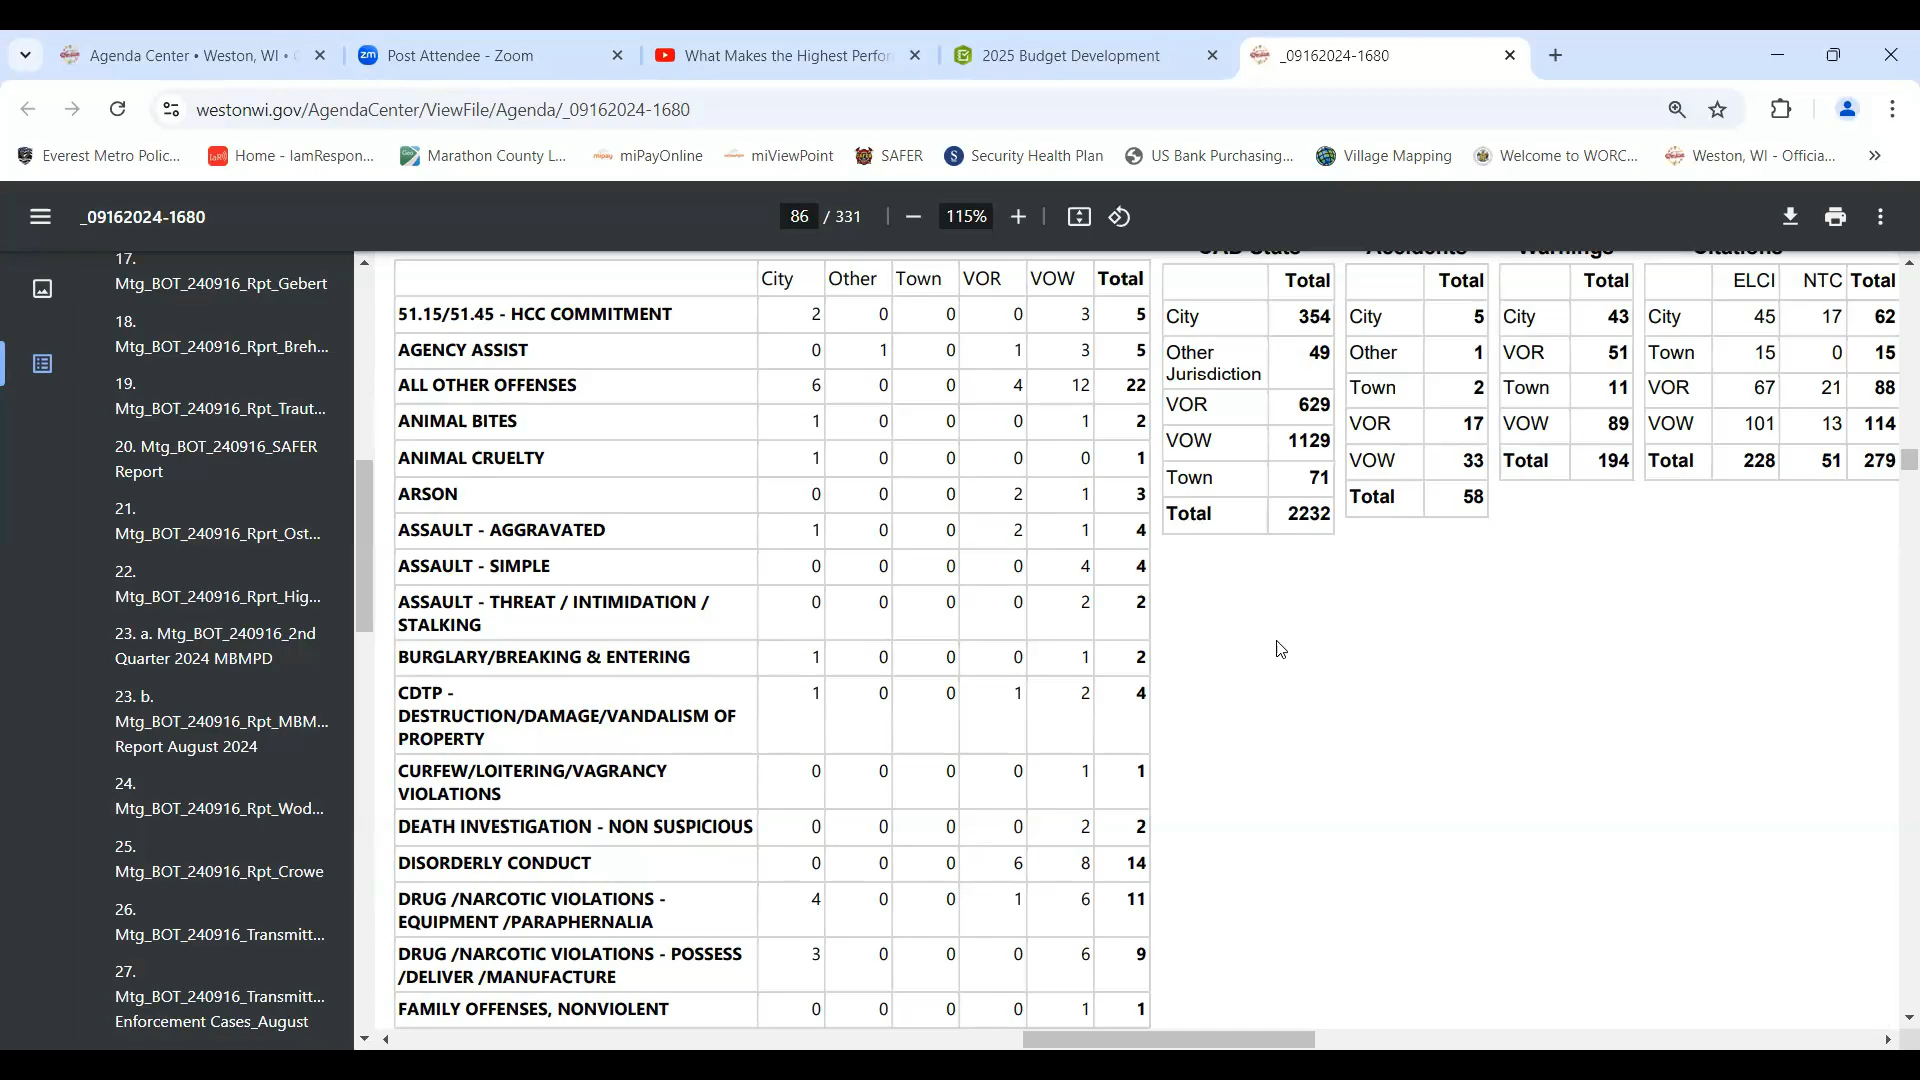 Agenda Center • Weston, WI •
Post Attendee - Zoom
What Makes the Highest Perfor
2025 Budget Development
_09162024-1680
westonwi.gov/AgendaCenter/ViewFile/Agenda/_09162024-1680
Everest Metro Polic...
Home - IamRespon...
Marathon County L...
miPayOnline
miViewPoint
SAFER
Security Health Plan
US Bank Purchasing...
Village Mapping
Welcome to WORC...
Weston, WI - Officia...
_09162024-1680
86 / 331
115%
17.
Mtg_BOT_240916_Rpt_Gebert
18.
Mtg_BOT_240916_Rprt_Breh...
19.
Mtg_BOT_240916_Rpt_Traut...
20. Mtg_BOT_240916_SAFER
Report
21.
Mtg_BOT_240916_Rprt_Ost...
22.
Mtg_BOT_240916_Rprt_Hig...
23. a. Mtg_BOT_240916_2nd
Quarter 2024 MBMPD
23. b.
Mtg_BOT_240916_Rpt_MBM...
Report August 2024
24.
Mtg_BOT_240916_Rpt_Wod...
25.
Mtg_BOT_240916_Rpt_Crowe
26.
Mtg_BOT_240916_Transmitt...
27.
Mtg_BOT_240916_Transmitt...
Enforcement Cases_August
City Other Town VOR VOW Total
51.15/51.45 - HCC COMMITMENT 2 0 0 0 3 5
AGENCY ASSIST 0 1 0 1 3 5
ALL OTHER OFFENSES 6 0 0 4 12 22
ANIMAL BITES 1 0 0 0 1 2
ANIMAL CRUELTY 1 0 0 0 0 1
ARSON 0 0 0 2 1 3
ASSAULT - AGGRAVATED 1 0 0 2 1 4
ASSAULT - SIMPLE 0 0 0 0 4 4
ASSAULT - THREAT / INTIMIDATION / 0 0 0 0 2 2
STALKING
BURGLARY/BREAKING & ENTERING 1 0 0 0 1 2
CDTP - 1 0 0 1 2 4
DESTRUCTION/DAMAGE/VANDALISM OF
PROPERTY
CURFEW/LOITERING/VAGRANCY 0 0 0 0 1 1
VIOLATIONS
DEATH INVESTIGATION - NON SUSPICIOUS 0 0 0 0 2 2
DISORDERLY CONDUCT 0 0 0 6 8 14
DRUG /NARCOTIC VIOLATIONS - 4 0 0 1 6 11
EQUIPMENT /PARAPHERNALIA
DRUG /NARCOTIC VIOLATIONS - POSSESS 3 0 0 0 6 9
/DELIVER /MANUFACTURE
FAMILY OFFENSES, NONVIOLENT 0 0 0 0 1 1
Total
City 354
Other 49
Jurisdiction
VOR 629
VOW 1129
Town 71
Total 2232
Accidents
Total
City 5
Other 1
Town 2
VOR 17
VOW 33
Total 58
Warnings
Total
City 43
VOR 51
Town 11
VOW 89
Total 194
Citations
ELCI NTC Total
City 45 17 62
Town 15 0 15
VOR 67 21 88
VOW 101 13 114
Total 228 51 279